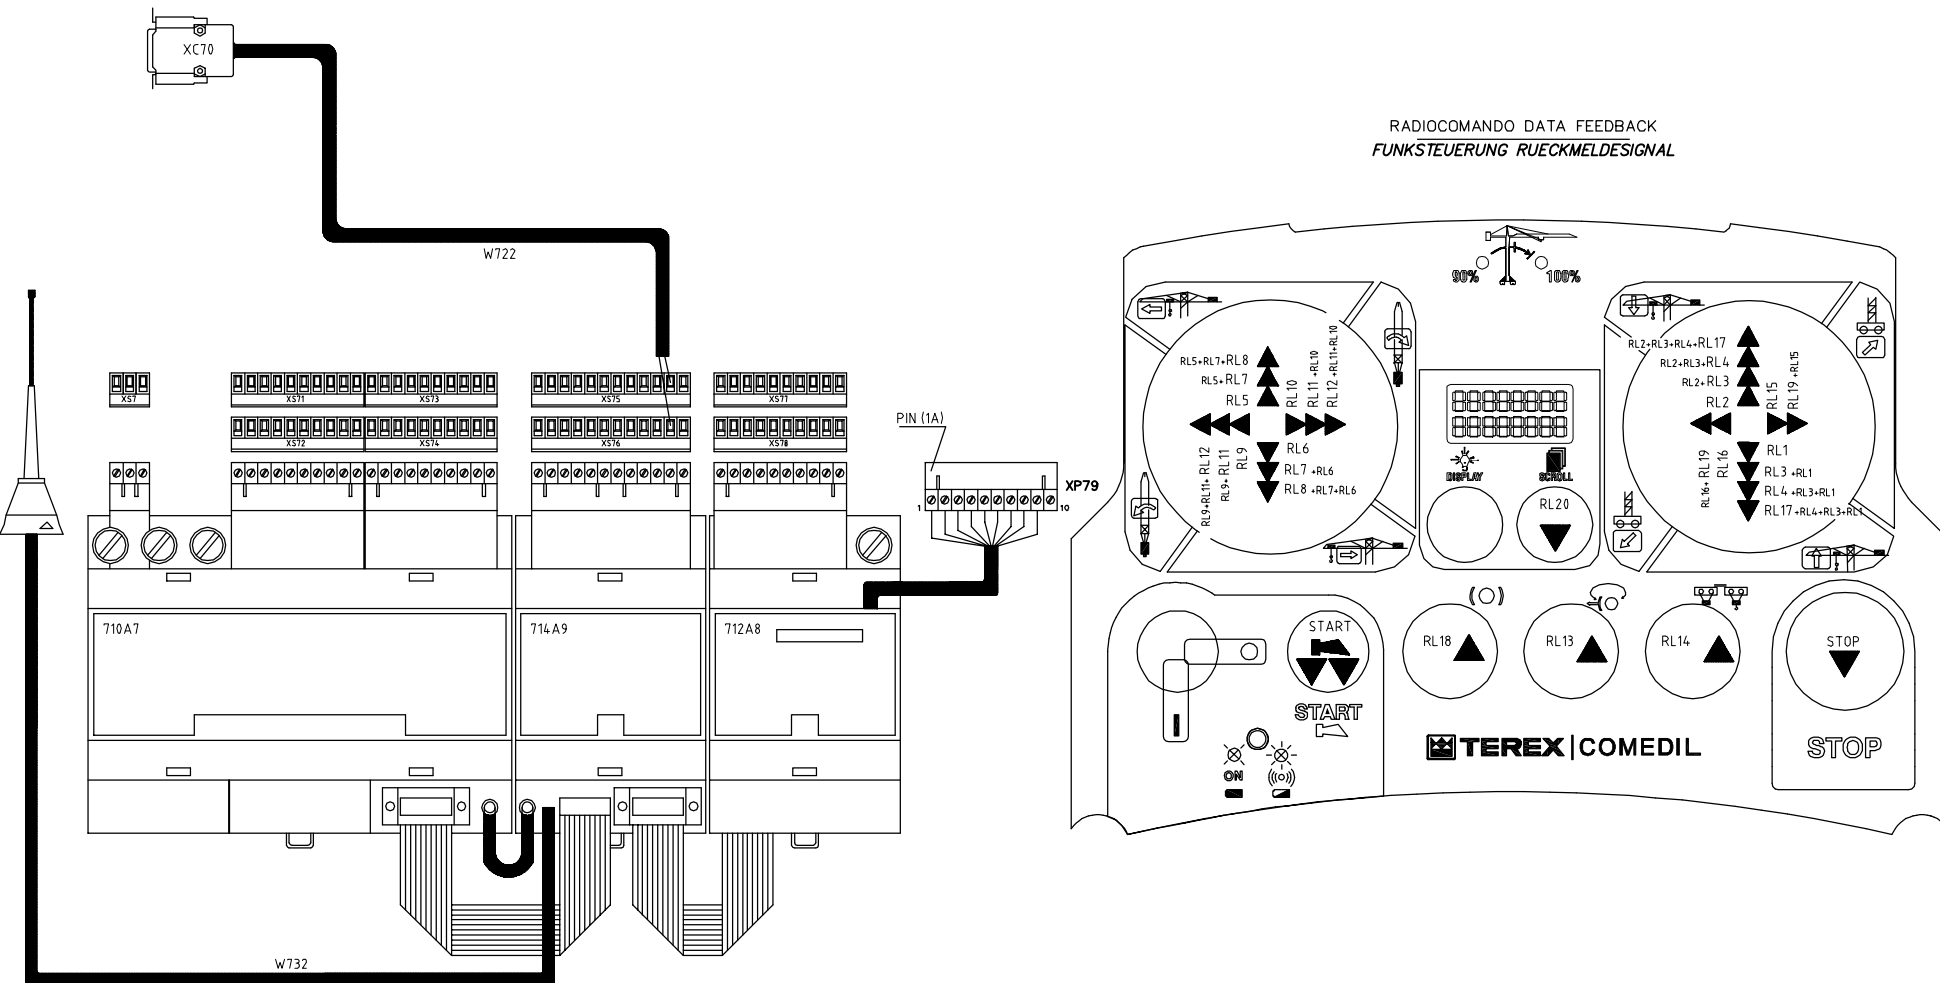 XC70
W722
RADIOCOMANDO DATA FEEDBACK
FUNKSTEUERUNG RUECKMELDESIGNAL
XS7
XS71
XS73
XS75
XS77
XS72
XS74
XS76
XS78
PIN (1A)
XP79
1
10
710A7
714A9
712A8
W732
90%
100%
RL5+RL7+RL8
RL5+RL7
RL5
RL10
RL11 +RL10
RL12 +RL11+RL10
RL9+RL11+ RL12
RL9+ RL11
RL9
RL6
RL7 +RL6
RL8 +RL7+RL6
DISPLAY
SCROLL
RL20
RL2+RL3+RL4+RL17
RL2+RL3+RL4
RL2+RL3
RL2
RL15
RL19 +RL15
RL16+ RL19
RL16
RL1
RL3 +RL1
RL4 +RL3+RL1
RL17 +RL4+RL3+RL1
START
START
ON
RL18
RL13
RL14
STOP
STOP
TEREX | COMEDIL